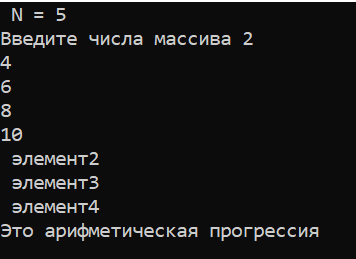 N = 5
Введите числа массива 2
4
6
8
10
элемент2
элемент3
элемент4
Это арифметическая прогрессия